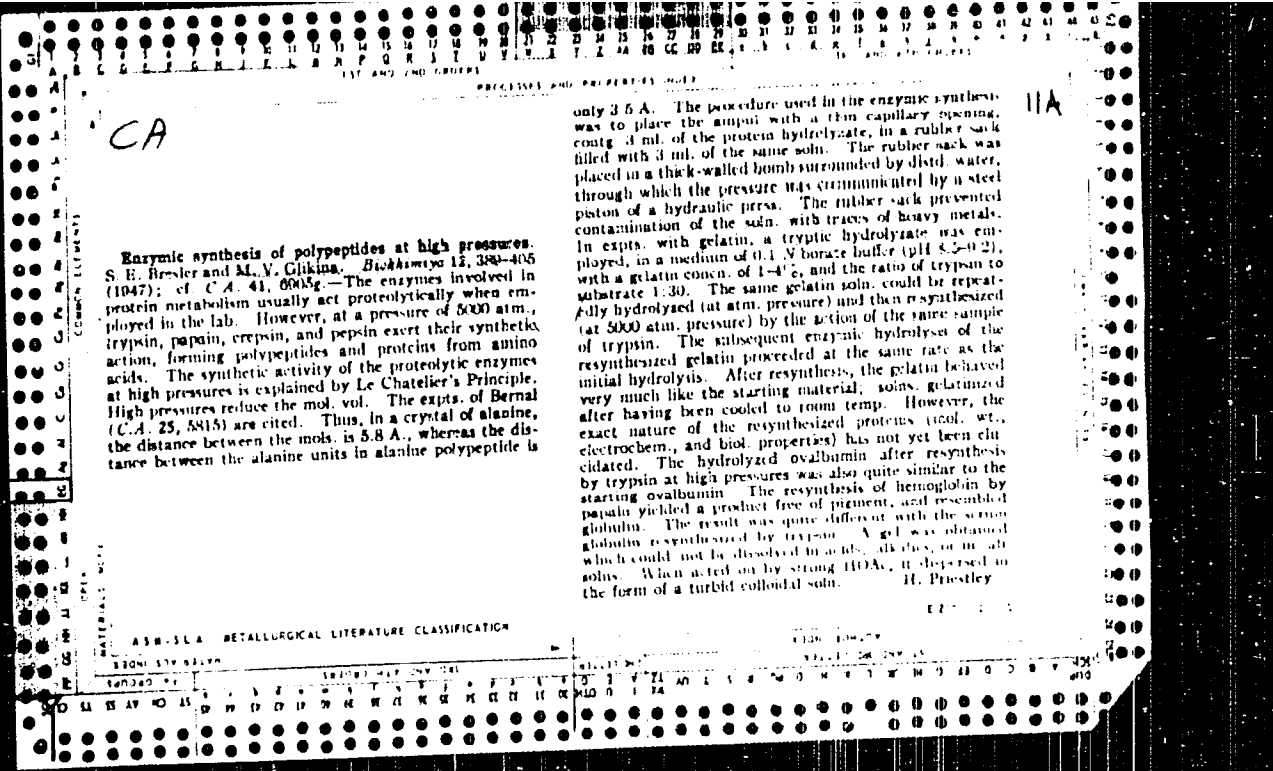 1ST AND 2ND ORDERS
PROCESSES AND PROPERTIES INDEX
CA
Enzymic synthesis of polypeptides at high pressures.
S. E. Bresler and M. V. Glikina. Biokhimiya 12, 389-405
(1947); cf. C.A. 41, 6005g.—The enzymes involved in
protein metabolism usually act proteolytically when em-
ployed in the lab. However, at a pressure of 5000 atm.,
trypsin, papain, crepsin, and pepsin exert their synthetic
action, forming polypeptides and proteins from amino
acids. The synthetic activity of the proteolytic enzymes
at high pressures is explained by Le Chatelier's Principle.
High pressures reduce the mol. vol. The expts. of Bernal
(C.A. 25, 5815) are cited. Thus, in a crystal of alanine,
the distance between the mols. is 5.8 A., whereas the dis-
tance between the alanine units in alanine polypeptide is
11A
only 3.5 A. The procedure used in the enzymic synthesis
was to place the ampul with a thin capillary opening,
contg. 3 ml. of the protein hydrolyzate, in a rubber sack
filled with 3 ml. of the same soln. The rubber sack was
placed in a thick-walled bomb surrounded by distd. water,
through which the pressure was communicated by a steel
piston of a hydraulic press. The rubber sack prevented
contamination of the soln. with traces of heavy metals.
In expts. with gelatin, a tryptic hydrolyzate was em-
ployed, in a medium of 0.1 N borate buffer (pH 8.2-9.2),
with a gelatin concn. of 1-4%, and the ratio of trypsin to
substrate 1:30. The same gelatin soln. could be repeat-
edly hydrolyzed (at atm. pressure) and then resynthesized
(at 5000 atm. pressure) by the action of the same sample
of trypsin. The subsequent enzymic hydrolyses of the
resynthesized gelatin proceeded at the same rate as the
initial hydrolysis. After resynthesis, the gelatin behaved
very much like the starting material; solns. gelatinized
after having been cooled to room temp. However, the
exact nature of the resynthesized proteins (mol. wt.,
electrochem., and biol. properties) has not yet been elu-
cidated. The hydrolyzed ovalbumin after resynthesis
by trypsin at high pressures was also quite similar to the
starting ovalbumin. The resynthesis of hemoglobin by
papain yielded a product free of pigment, and resembled
globulin. The result was quite different with the serum
globulin resynthesized by trypsin. A gel was obtained
which could not be dissolved in acids, alkalies, or in salt
solns. When acted on by strong HOAc, it dispersed in
the form of a turbid colloidal soln. H. Priestley
COMMON ELEMENTS
MATERIALS INDEX
ASM-SLA METALLURGICAL LITERATURE CLASSIFICATION